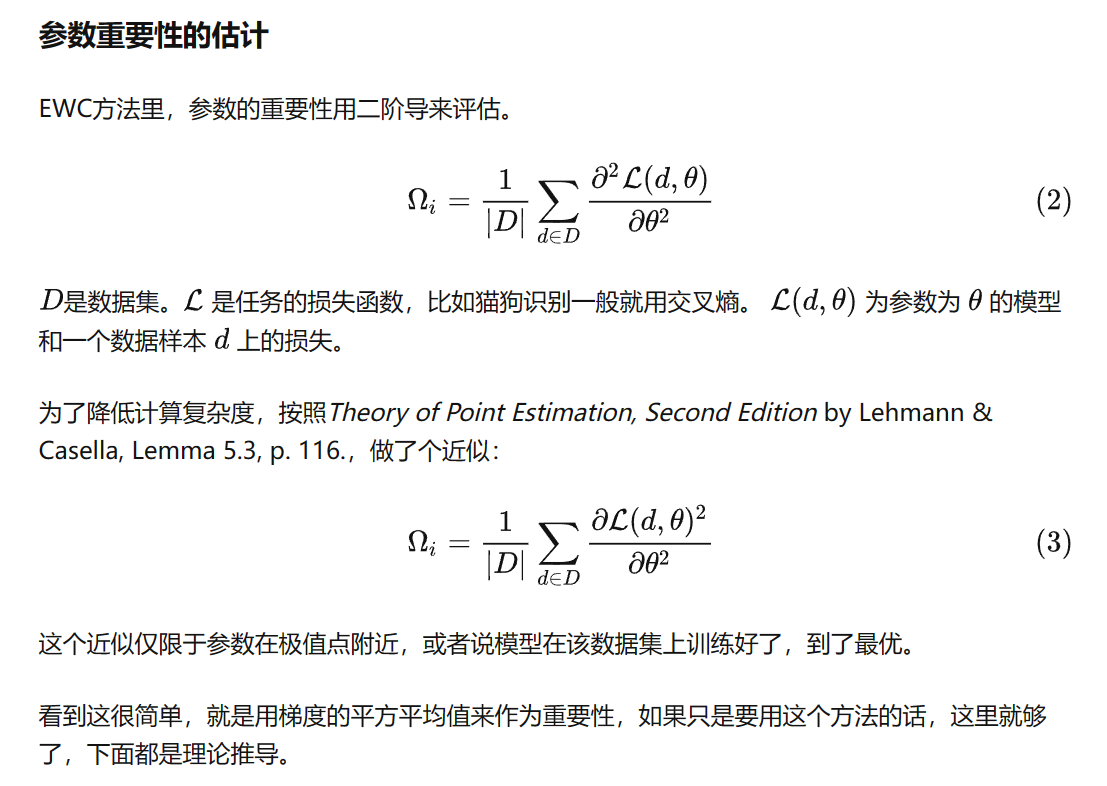 参数重要性的估计
EWC方法里，参数的重要性用二阶导来评估。
$$\Omega_i = \frac{1}{|D|} \sum_{d \in D} \frac{\partial^2 \mathcal{L}(d, \theta)}{\partial \theta^2} \quad (2)$$
D是数据集。$\mathcal{L}$ 是任务的损失函数，比如猫狗识别一般就用交叉熵。 $\mathcal{L}(d, \theta)$ 为参数为 $\theta$ 的模型
和一个数据样本 $d$ 上的损失。
为了降低计算复杂度，按照Theory of Point Estimation, Second Edition by Lehmann &
Casella, Lemma 5.3, p. 116.，做了个近似：
$$\Omega_i = \frac{1}{|D|} \sum_{d \in D} \frac{\partial \mathcal{L}(d, \theta)^2}{\partial \theta^2} \quad (3)$$
这个近似仅限于参数在极值点附近，或者说模型在该数据集上训练好了，到了最优。
看到这很简单，就是用梯度的平方平均值来作为重要性，如果只是要用这个方法的话，这里就够
了，下面都是理论推导。